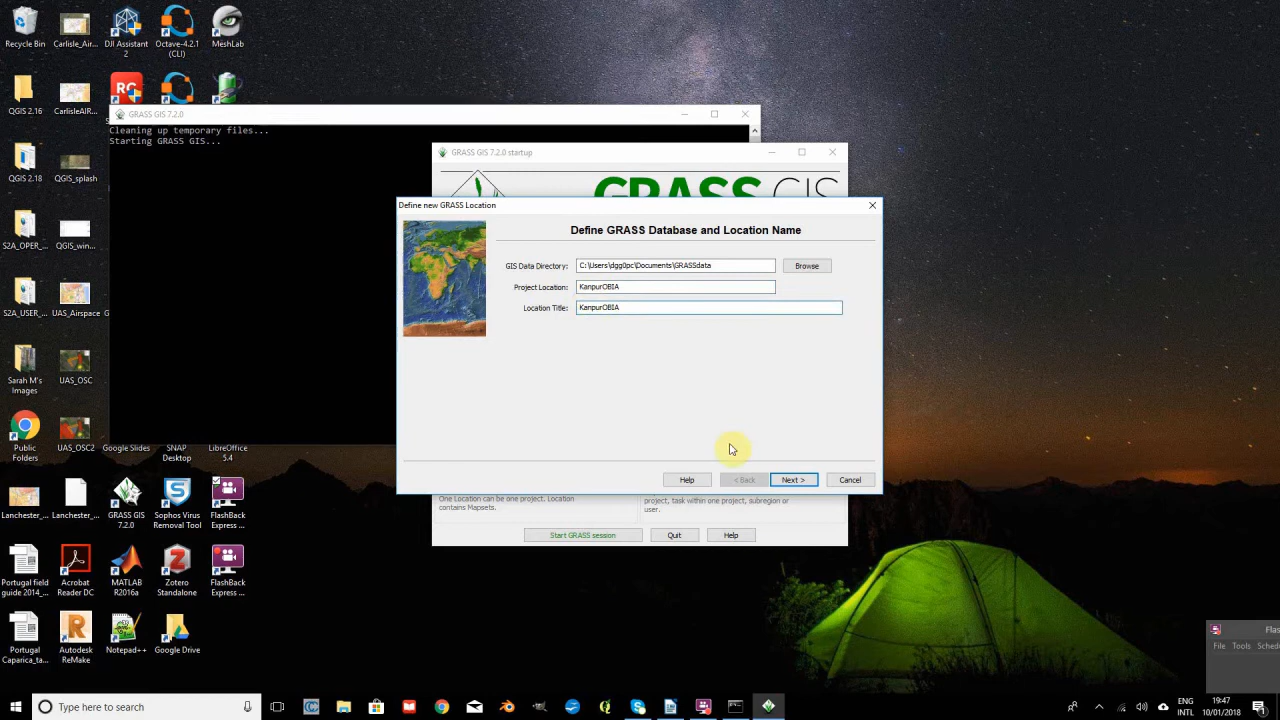 Recycle Bin
Carlisle_Air...
DJI Assistant
2
Octave-4.2.1
(CLI)
MeshLab
QGIS 2.16
CarlisleAIR...
RC
QGIS 2.18
QGIS_splash
S2A_OPER_...
QGIS_win...
S2A_USER_...
UAS_Airspace
Sarah M's
Images
UAS_OSC
Public
Folders
UAS_OSC2
Google Slides
SNAP
Desktop
LibreOffice
5.4
Lanchester_...
Lanchester_...
GRASS GIS
7.2.0
Sophos Virus
Removal Tool
FlashBack
Express ...
Portugal field
guide 2014_...
Acrobat
Reader DC
MATLAB
R2016a
Zotero
Standalone
FlashBack
Express ...
Portugal
Caparica_ta...
Autodesk
ReMake
Notepad++
Google Drive
GRASS GIS 7.2.0
Cleaning up temporary files...
Starting GRASS GIS...
GRASS GIS 7.2.0 startup
GRASS GIS
Define new GRASS Location
Define GRASS Database and Location Name
GIS Data Directory:
C:\Users\dgg0pc\Documents\GRASSdata
Browse
Project Location:
KanpurOBIA
Location Title:
KanpurOBIA
Help
< Back
Next >
Cancel
One Location can be one project. Location
contains Mapsets.
project, task within one project, subregion or
user.
Start GRASS session
Quit
Help
Flas
File Tools Schedu
Type here to search
ENG
INTL
19:47
10/01/2018